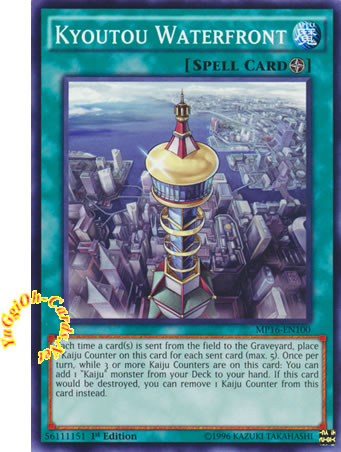 Kyoutou Waterfront 魔
[Spell Card]
MP16-EN100
Each time a card(s) is sent from the field to the Graveyard, place
1 Kaiju Counter on this card for each sent card (max. 5). Once per
turn, while 3 or more Kaiju Counters are on this card: You can
add 1 "Kaiju" monster from your Deck to your hand. If this card
would be destroyed, you can remove 1 Kaiju Counter from this
card instead.
56111151 1st Edition ©1996 KAZUKI TAKAHASHI